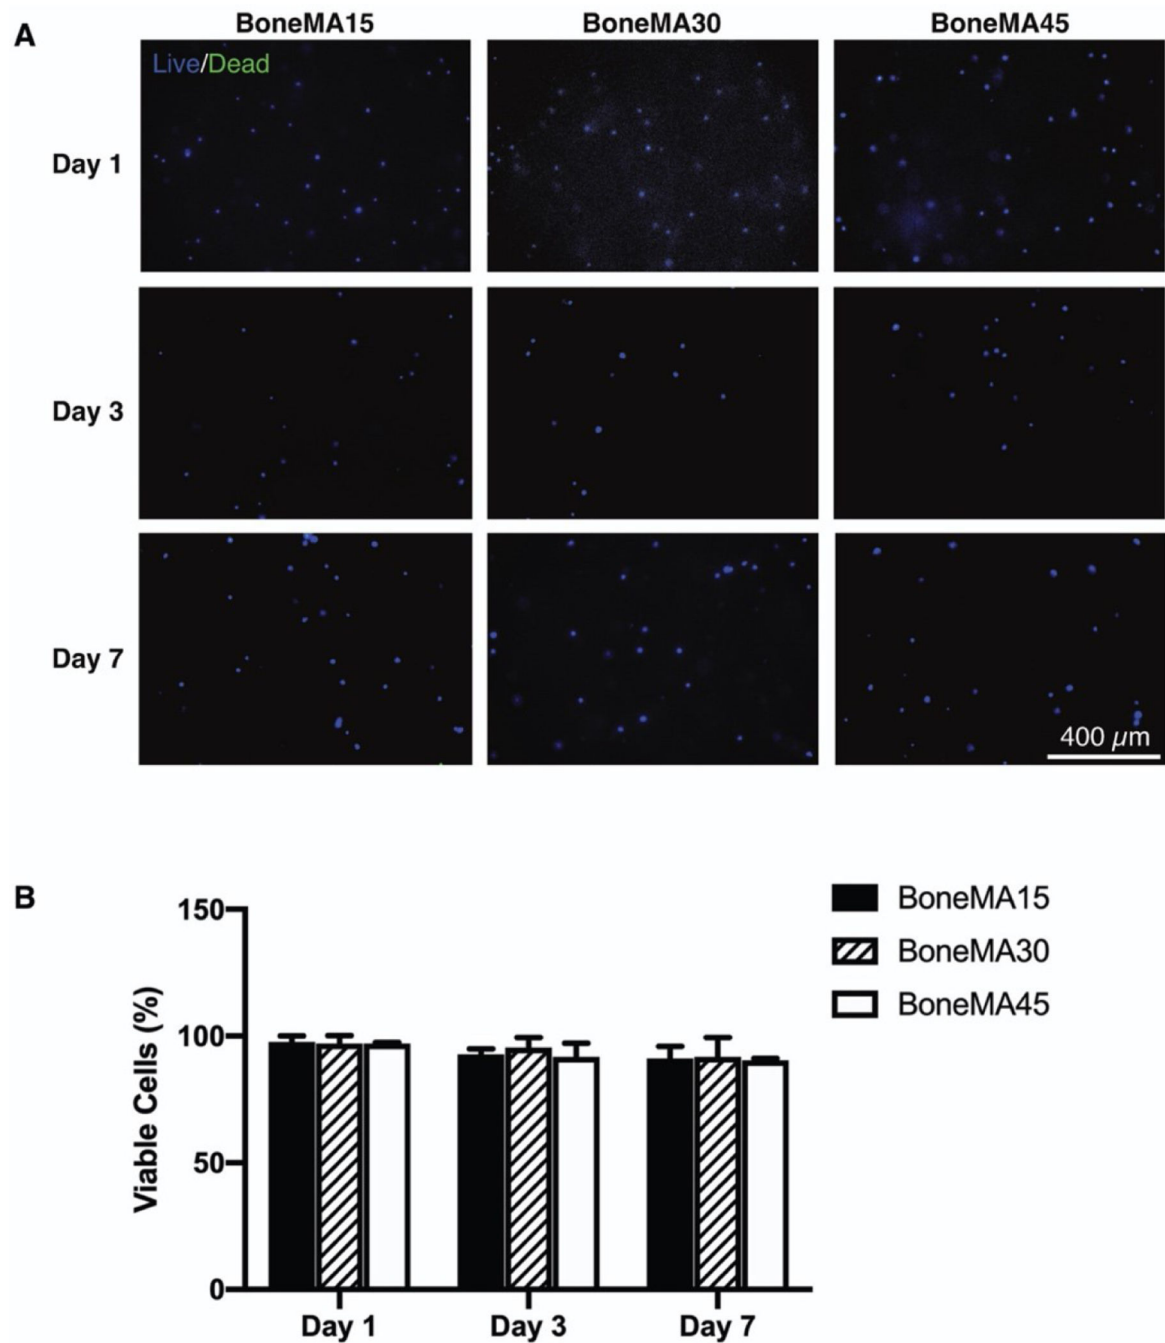 A
BoneMA15 BoneMA30 BoneMA45
Live/Dead
Day 1
Day 3
Day 7
400 µm
B
150
100
50
0
Viable Cells (%)
Day 1 Day 3 Day 7
BoneMA15
BoneMA30
BoneMA45